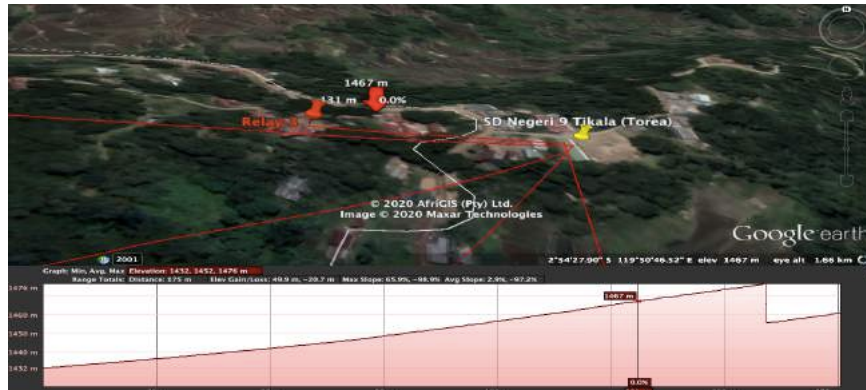 1467 m
131 m 0.0%
SD Negeri 9 Tikala (Torea)
© 2020 AfriGIS (Pty) Ltd.
Image © 2020 Maxar Technologies
Google earth
2001
2°54'27.90" S 119°50'46.52" E elev 1467 m eye alt 1.66 km
Graph: Min, Avg, Max Elevation: 1432, 1452, 1476 m
Range Totals: Distance: 175 m Elev Gain/Loss: 49.9 m, -20.7 m Max Slope: 65.9%, -98.9% Avg Slope: 2.9%, -97.2%
1476 m
1467 m
1460 m
1450 m
1440 m
1432 m
0.0%